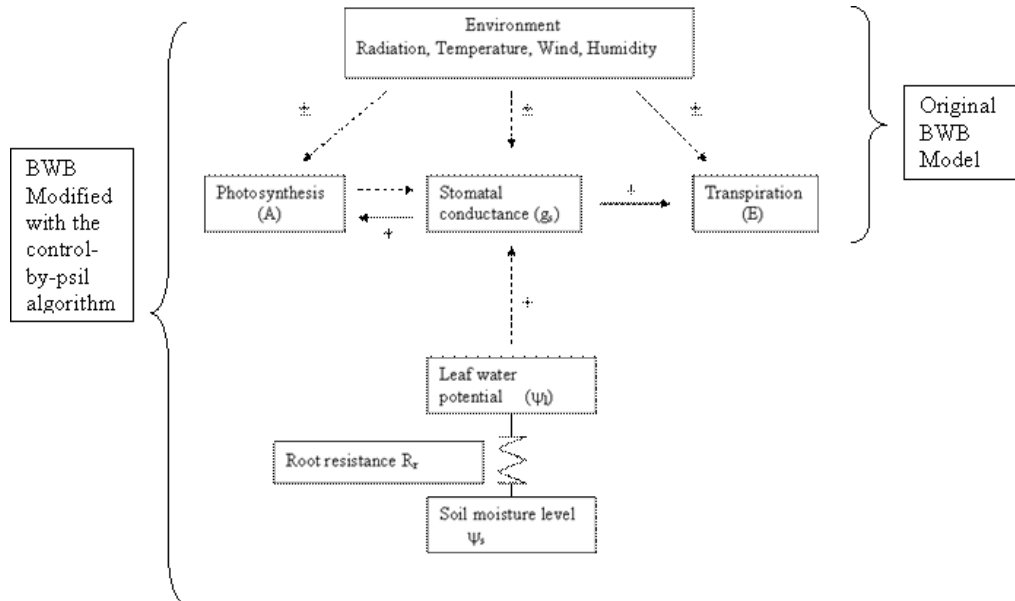 Environment
Radiation, Temperature, Wind, Humidity
±
±
±
Original
BWB
Model
BWB
Modified
with the
control-
by-psil
algorithm
Photosynthesis
(A)
+
Stomatal
conductance (gs)
+
Transpiration
(E)
+
Leaf water
potential (ψl)
Root resistance Rr
Soil moisture level
ψs